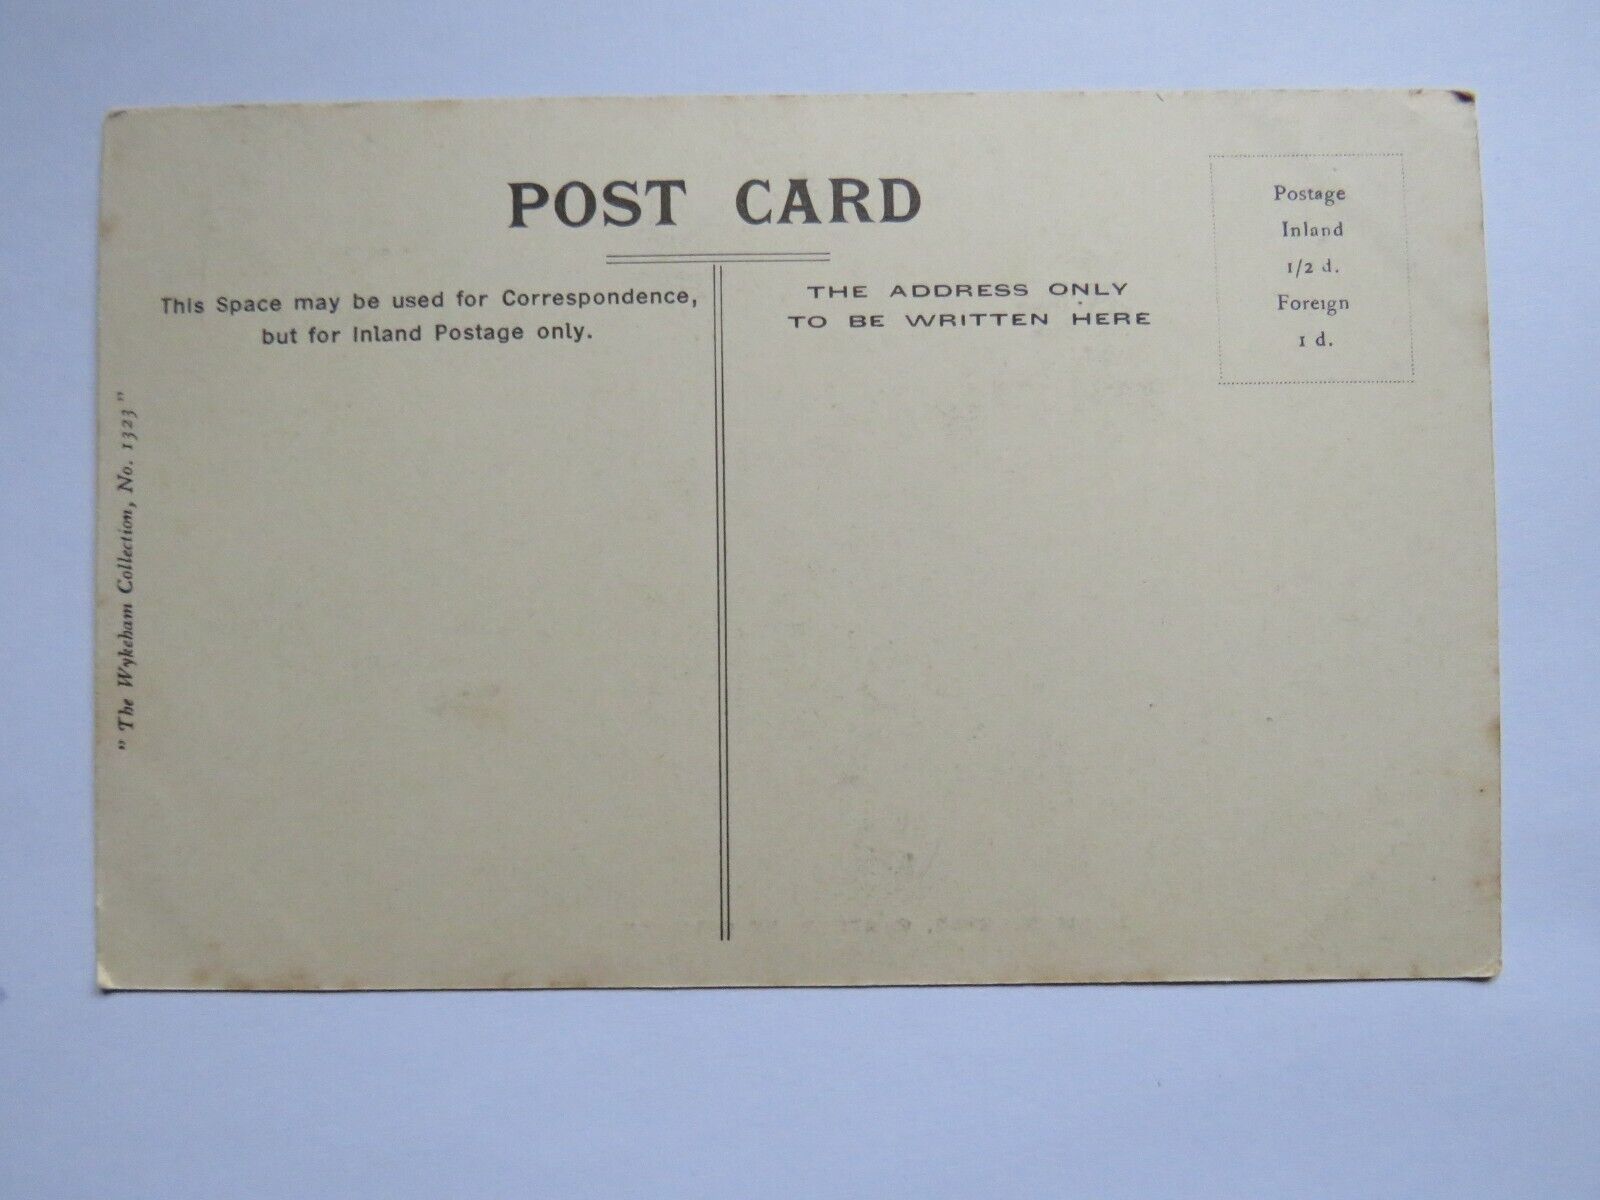 POST CARD
This Space may be used for Correspondence,
but for Inland Postage only.
THE ADDRESS ONLY
TO BE WRITTEN HERE
Postage
Inland
1/2 d.
Foreign
1 d.
"The Wykeham Collection, No. 1323"